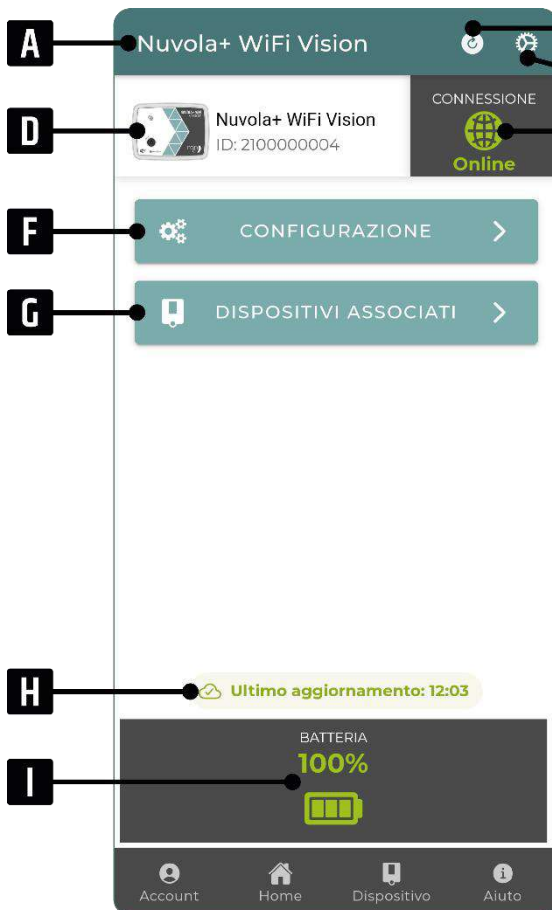 A
Nuvola+ WiFi Vision
D
Nuvola+ WiFi Vision
ID: 2100000004
CONNESSIONE
Online
F
CONFIGURAZIONE
G
DISPOSITIVI ASSOCIATI
H
Ultimo aggiornamento: 12:03
I
BATTERIA
100%
Account
Home
Dispositivo
Aiuto